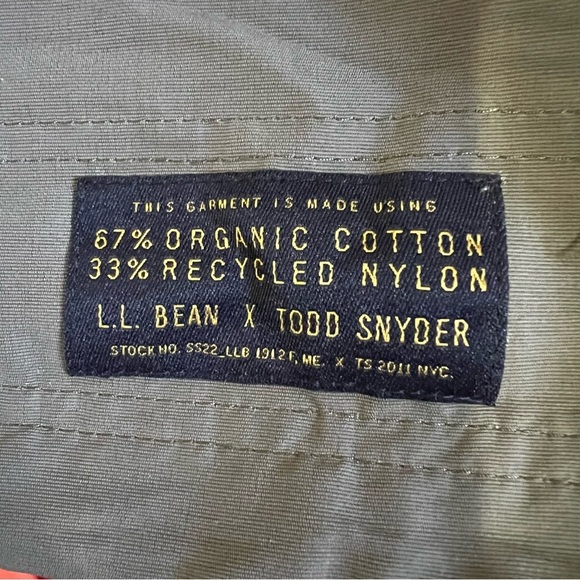 THIS GARMENT IS MADE USING
67% ORGANIC COTTON
33% RECYCLED NYLON
L.L. BEAN X TODD SNYDER
STOCK NO. SS22_LLB 1912 F, ME. X TS 2011 NYC.